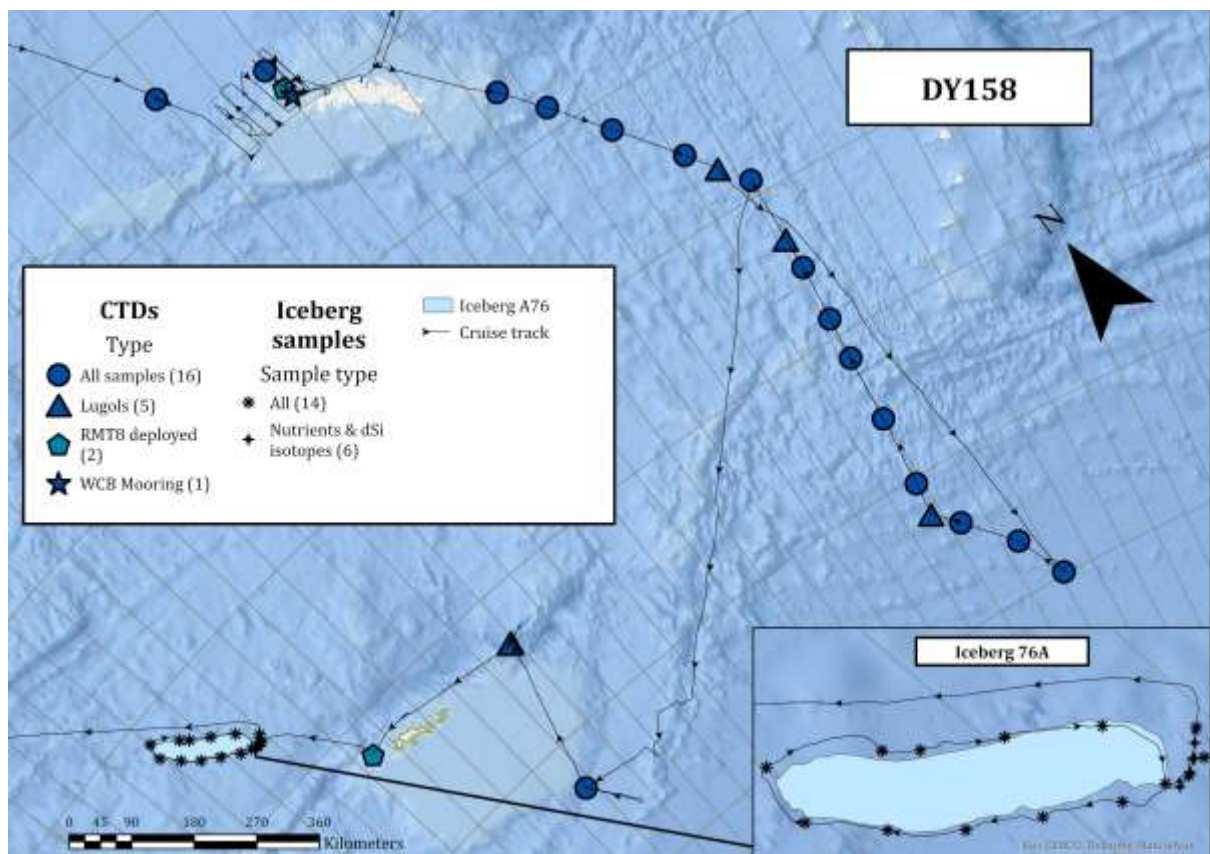 DY158
N
CTDs
Type
All samples (16)
Lugols (5)
RMT8 deployed
(2)
WCB Mooring (1)
Iceberg
samples
Sample type
All (14)
Nutrients & dSi
isotopes (6)
Iceberg A76
Cruise track
Iceberg 76A
0 45 90 180 270 360
Kilometers